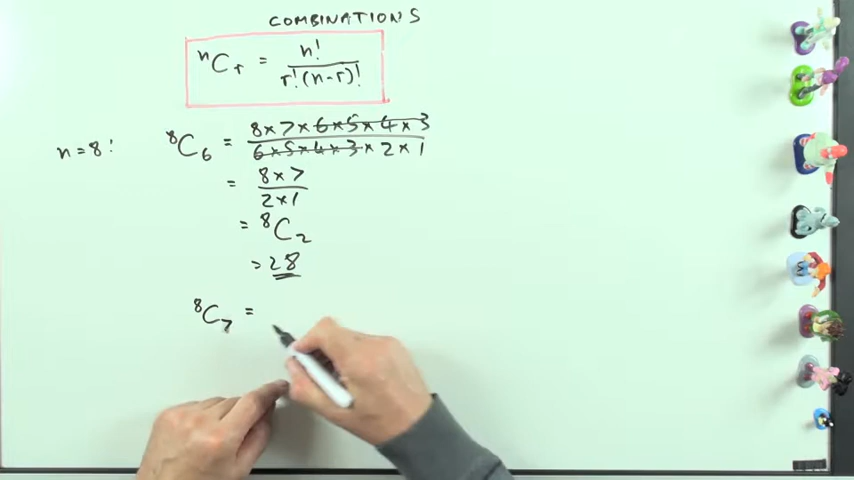 COMBINATIONS
ⁿCᵣ = n! / r!(n-r)!
n=8! ⁸C₆ = 8×7×6×5×4×3 / 6×5×4×3×2×1
= 8×7 / 2×1
= ⁸C₂
= 28
⁸C₇ =